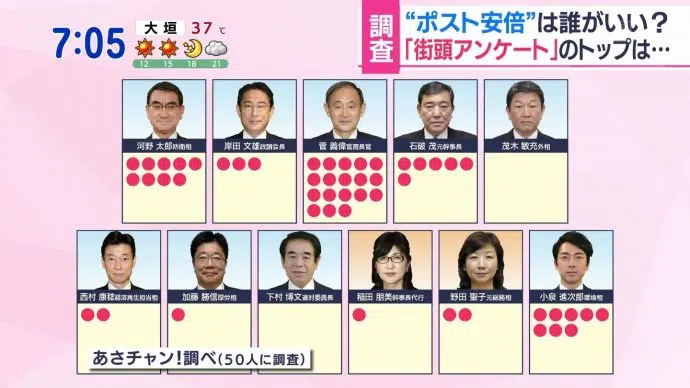 7:05
大垣 37℃
12 15 18 21
調査
“ポスト安倍”は誰がいい？
「街頭アンケート」のトップは…
河野 太郎防衛相
岸田 文雄政調会長
菅 義偉官房長官
石破 茂元幹事長
茂木 敏充外相
西村 康稔経済再生担当相
加藤 勝信厚労相
下村 博文選対委員長
稲田 朋美幹事長代行
野田 聖子元総務相
小泉 進次郎環境相
あさチャン!調べ(50人に調査)